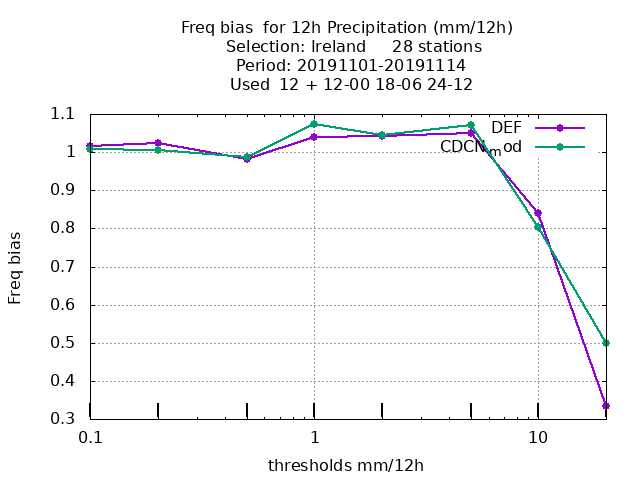 Freq bias  for 12h Precipitation (mm/12h)
Selection: Ireland     28 stations
Period: 20191101-20191114
Used  12 + 12-00 18-06 24-12
1.1
1
0.9
0.8
0.7
0.6
0.5
0.4
0.3
Freq bias
DEF
CDCNmod
0.1
1
10
thresholds mm/12h